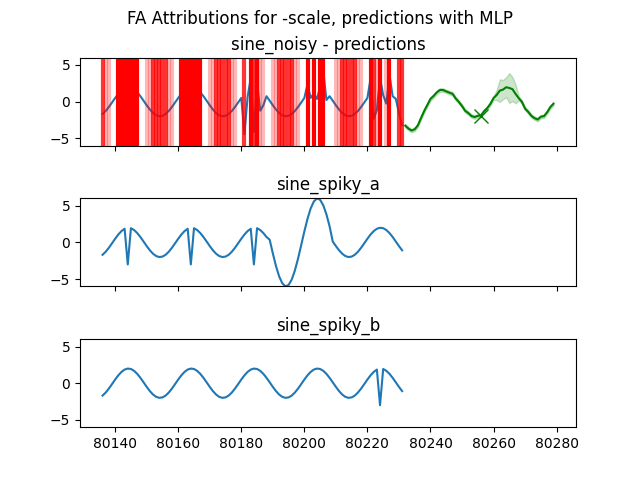 FA Attributions for -scale, predictions with MLP
sine_noisy - predictions
5
0
−5
sine_spiky_a
5
0
−5
sine_spiky_b
5
0
−5
80140 80160 80180 80200 80220 80240 80260 80280